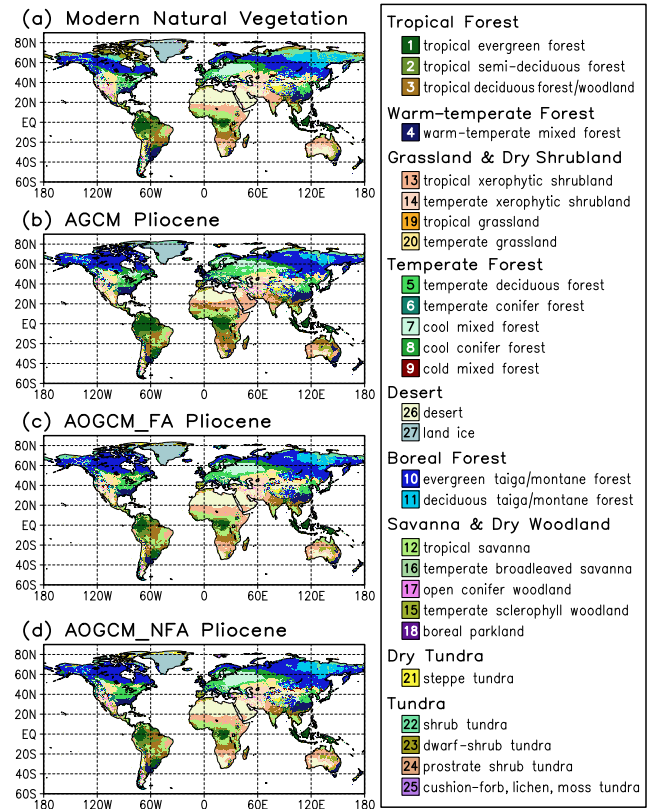 (a) Modern Natural Vegetation
80N
60N
40N
20N
EQ
20S
40S
60S
180 120W 60W 0 60E 120E 180
(b) AGCM Pliocene
80N
60N
40N
20N
EQ
20S
40S
60S
180 120W 60W 0 60E 120E 180
(c) AOGCM_FA Pliocene
80N
60N
40N
20N
EQ
20S
40S
60S
180 120W 60W 0 60E 120E 180
(d) AOGCM_NFA Pliocene
80N
60N
40N
20N
EQ
20S
40S
60S
180 120W 60W 0 60E 120E 180
Tropical Forest
1 tropical evergreen forest
2 tropical semi-deciduous forest
3 tropical deciduous forest/woodland
Warm-temperate Forest
4 warm-temperate mixed forest
Grassland & Dry Shrubland
13 tropical xerophytic shrubland
14 temperate xerophytic shrubland
19 tropical grassland
20 temperate grassland
Temperate Forest
5 temperate deciduous forest
6 temperate conifer forest
7 cool mixed forest
8 cool conifer forest
9 cold mixed forest
Desert
26 desert
27 land ice
Boreal Forest
10 evergreen taiga/montane forest
11 deciduous taiga/montane forest
Savanna & Dry Woodland
12 tropical savanna
16 temperate broadleaved savanna
17 open conifer woodland
15 temperate sclerophyll woodland
18 boreal parkland
Dry Tundra
21 steppe tundra
Tundra
22 shrub tundra
23 dwarf-shrub tundra
24 prostrate shrub tundra
25 cushion-forb, lichen, moss tundra